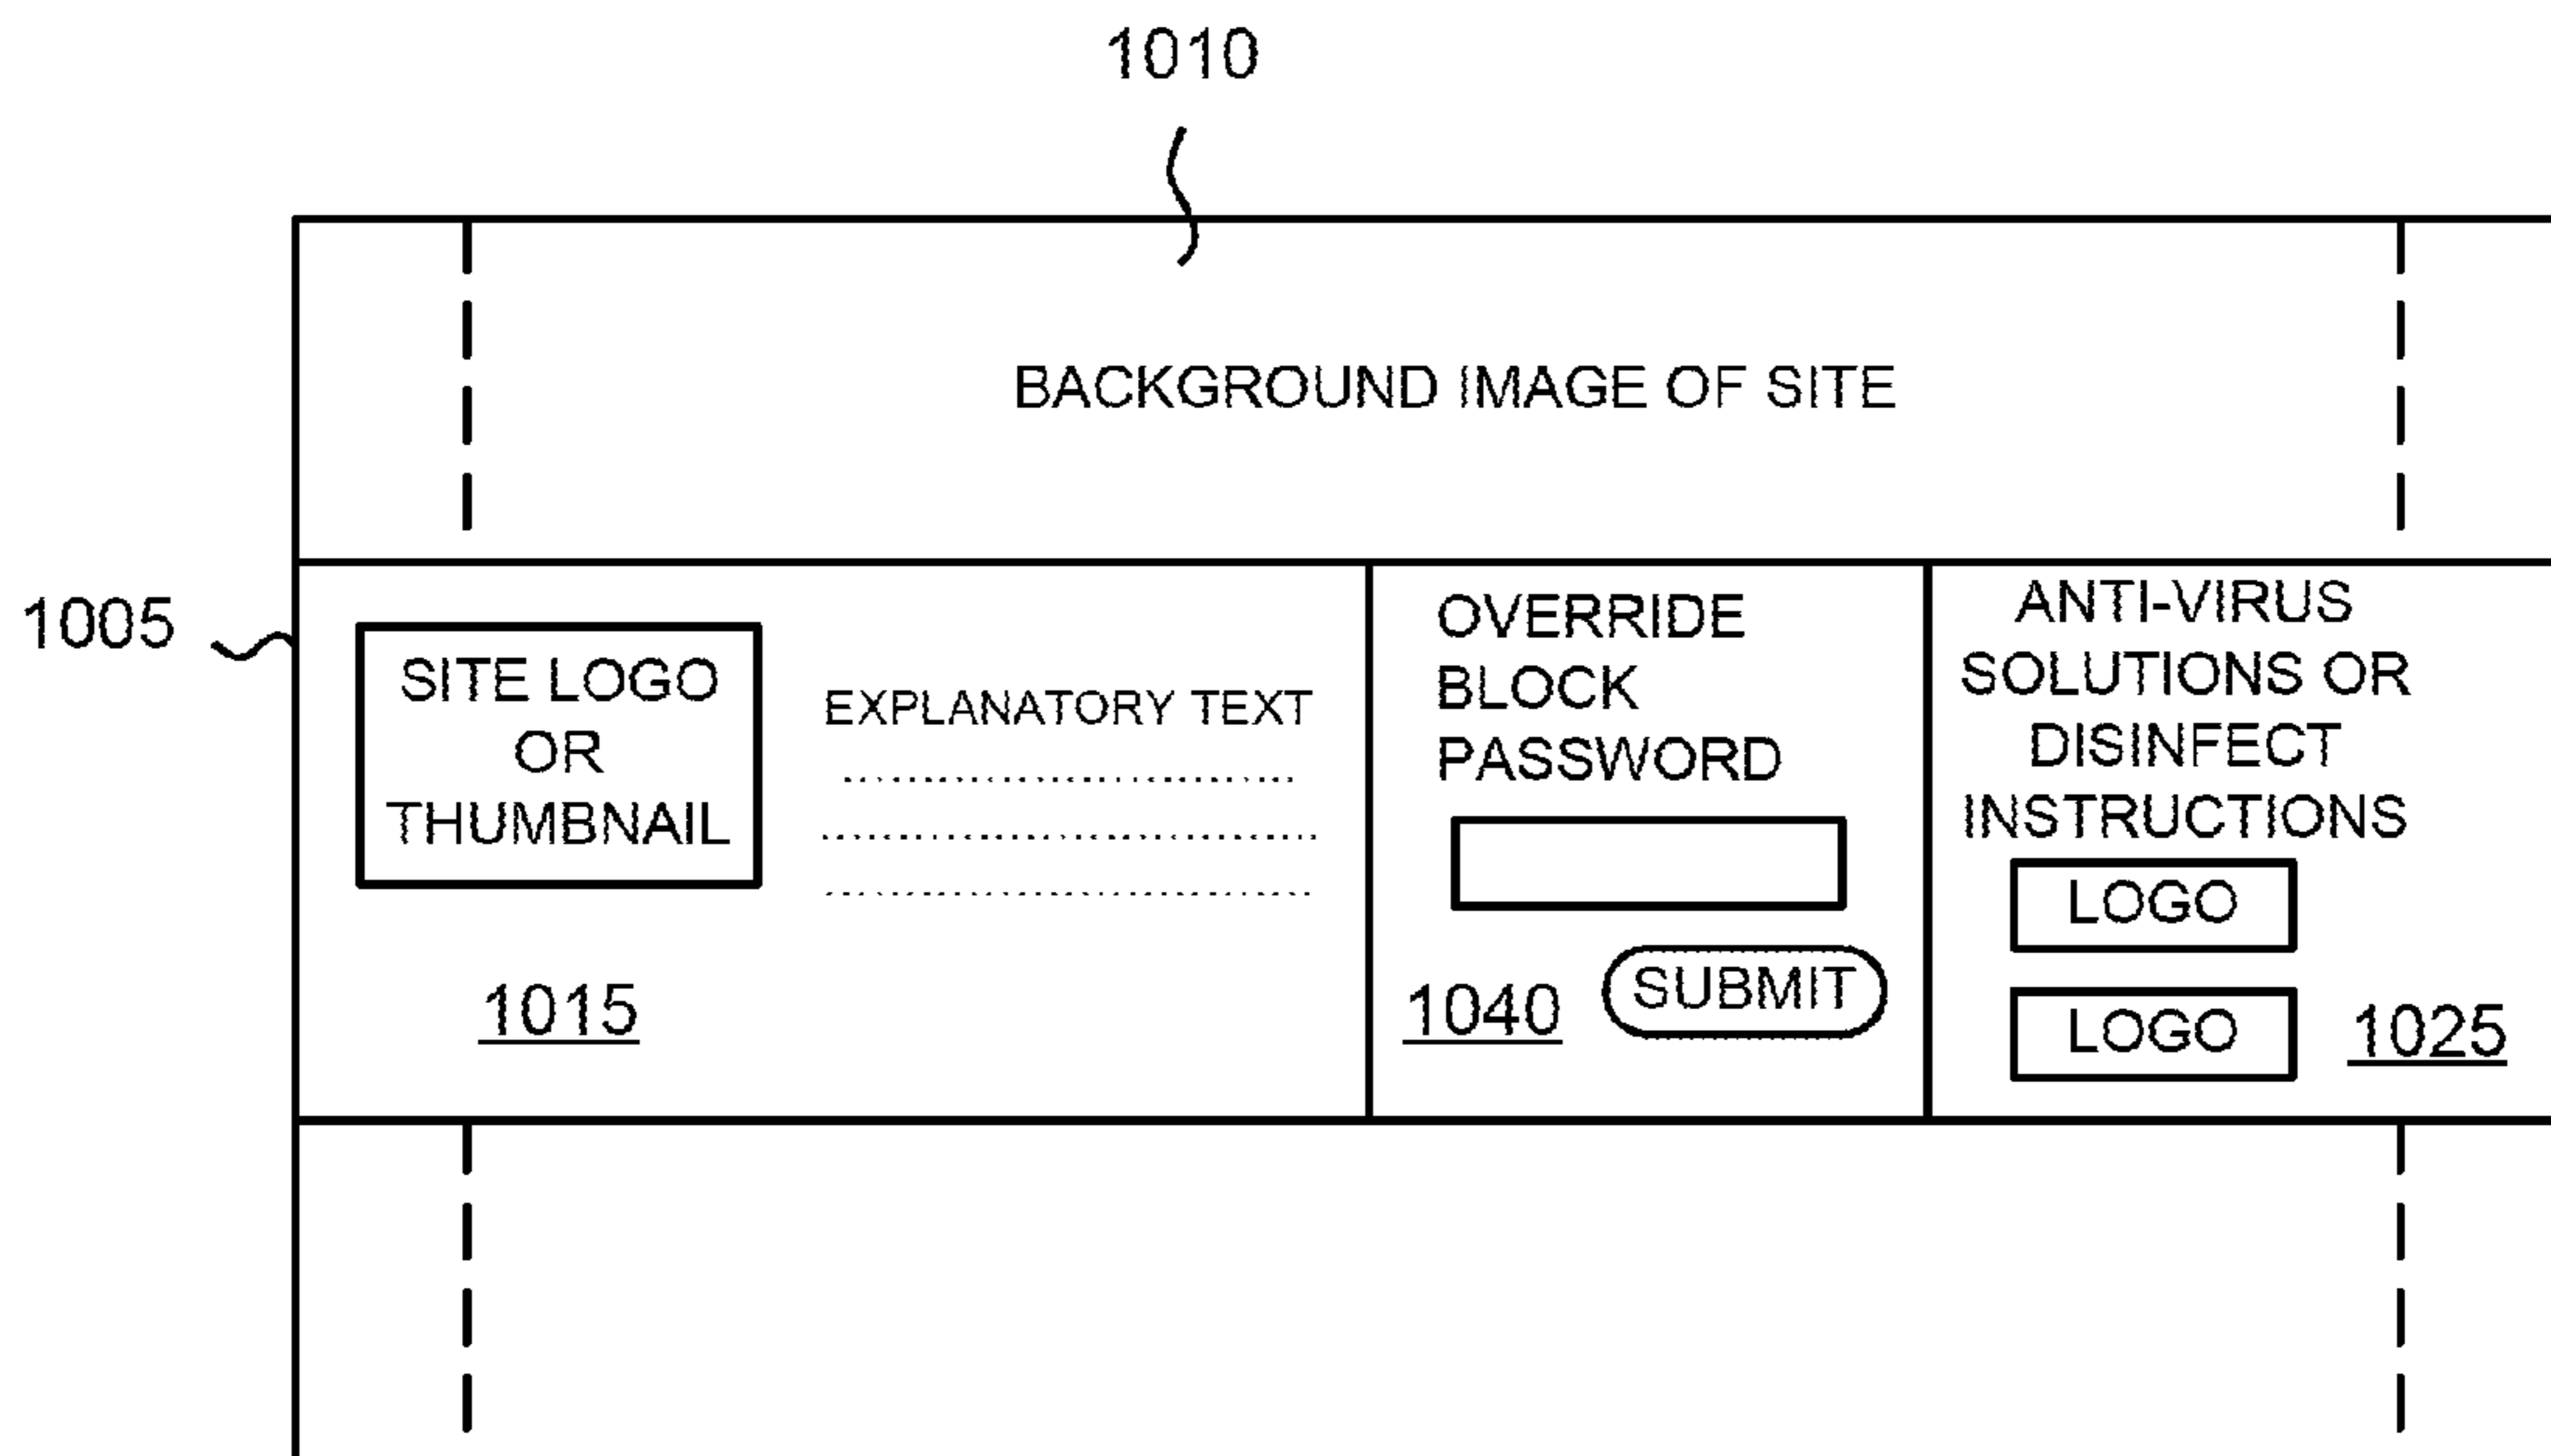 1010
BACKGROUND IMAGE OF SITE
1005
SITE LOGO
OR
THUMBNAIL
EXPLANATORY TEXT
1015
OVERRIDE
BLOCK
PASSWORD
SUBMIT
1040
ANTI-VIRUS
SOLUTIONS OR
DISINFECT
INSTRUCTIONS
LOGO
LOGO
1025